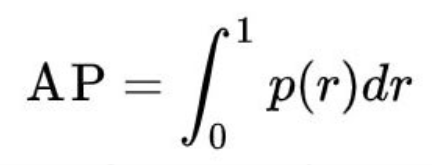 AP = ∫₀¹ p(r)dr